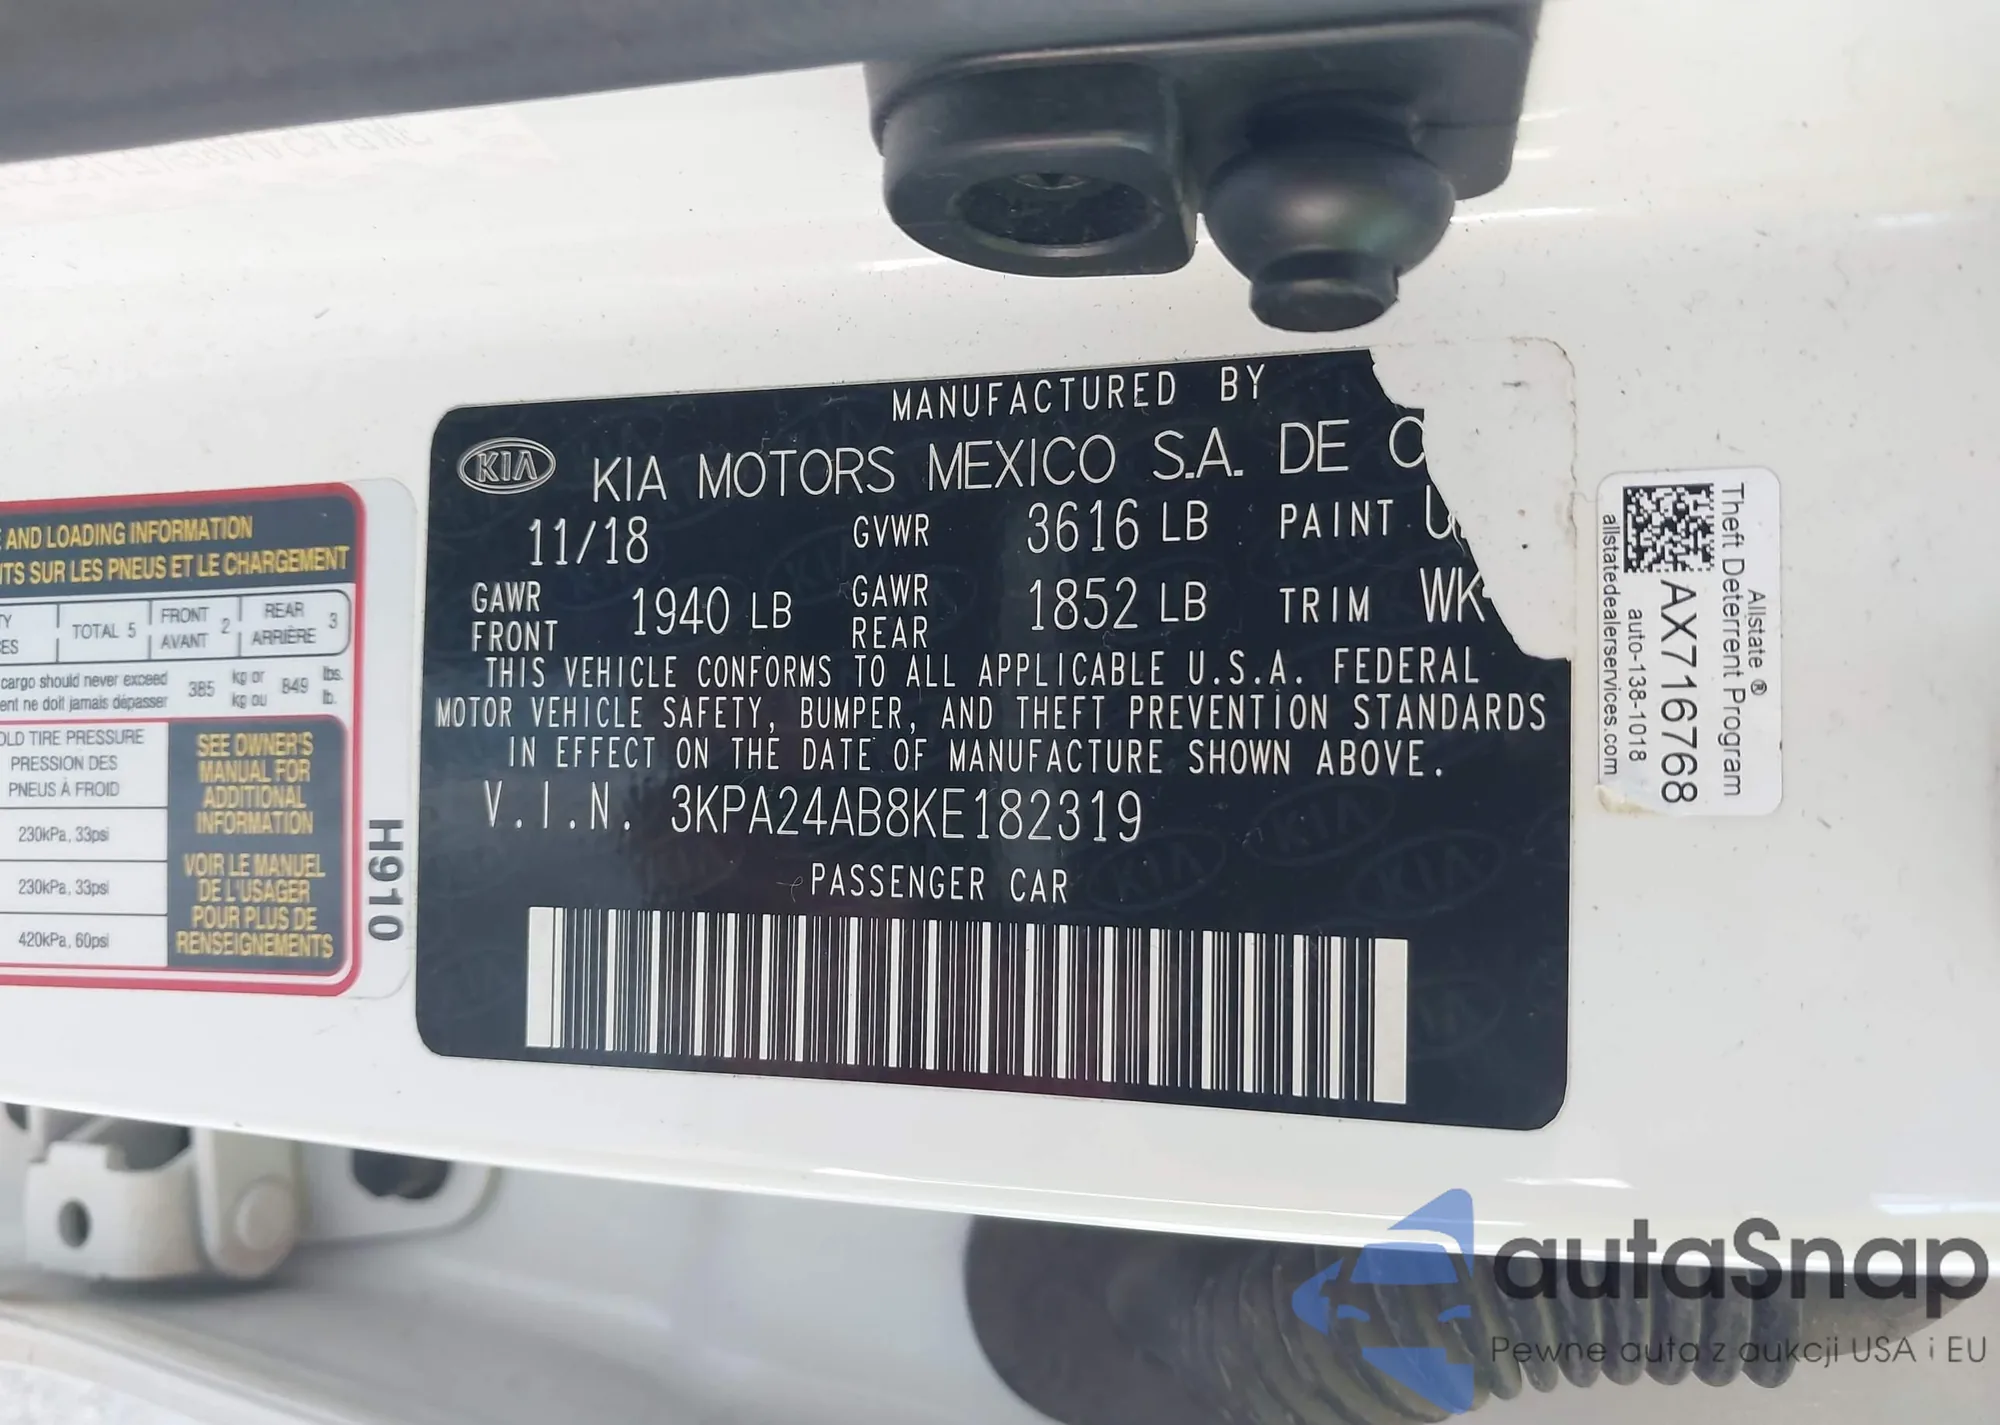 E AND LOADING INFORMATION
NTS SUR LES PNEUS ET LE CHARGEMENT
TOTAL 5
FRONT
AVANT
2
REAR
ARRIÈRE
3
cargo should never exceed
ent ne doit jamais dépasser
385
kg or
kg ou
849
lbs.
lb.
OLD TIRE PRESSURE
PRESSION DES
PNEUS À FROID
230kPa, 33psi
230kPa, 33psi
420kPa, 60psi
SEE OWNER'S
MANUAL FOR
ADDITIONAL
INFORMATION
VOIR LE MANUEL
DE L'USAGER
POUR PLUS DE
RENSEIGNEMENTS
H910
MANUFACTURED BY
KIA
KIA MOTORS MEXICO S.A. DE C
11/18 GVWR 3616 LB PAINT
GAWR FRONT 1940 LB GAWR REAR 1852 LB TRIM WK
THIS VEHICLE CONFORMS TO ALL APPLICABLE U.S.A. FEDERAL
MOTOR VEHICLE SAFETY, BUMPER, AND THEFT PREVENTION STANDARDS
IN EFFECT ON THE DATE OF MANUFACTURE SHOWN ABOVE.
V.I.N. 3KPA24AB8KE182319
PASSENGER CAR
Allstate ®
Theft Deterrent Program
AX716768
auto-138-1018
allstatedealerservices.com
autaSnap
Pewne auta z aukcji USA i EU